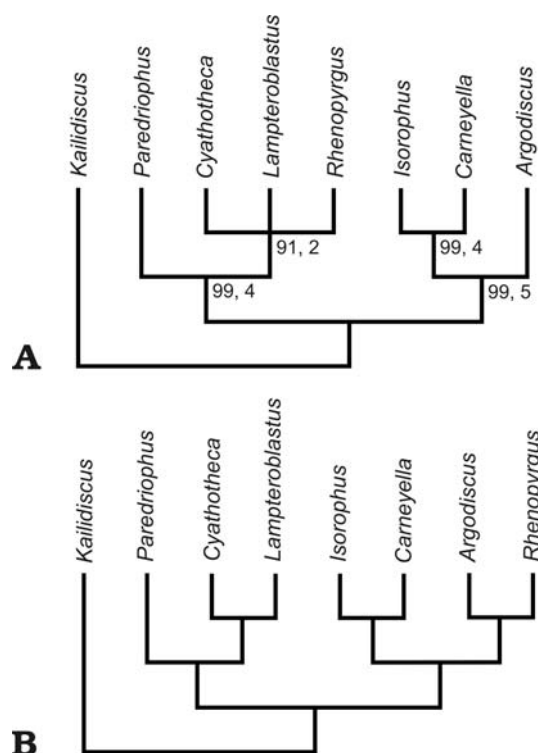 Kailidiscus
Paredriophus
Cyathotheca
Lampteroblastus
Rhenopyrgus
Isorophus
Carneyella
Argodiscus
91, 2
99, 4
99, 4
99, 5
A
Kailidiscus
Paredriophus
Cyathotheca
Lampteroblastus
Isorophus
Carneyella
Argodiscus
Rhenopyrgus
B